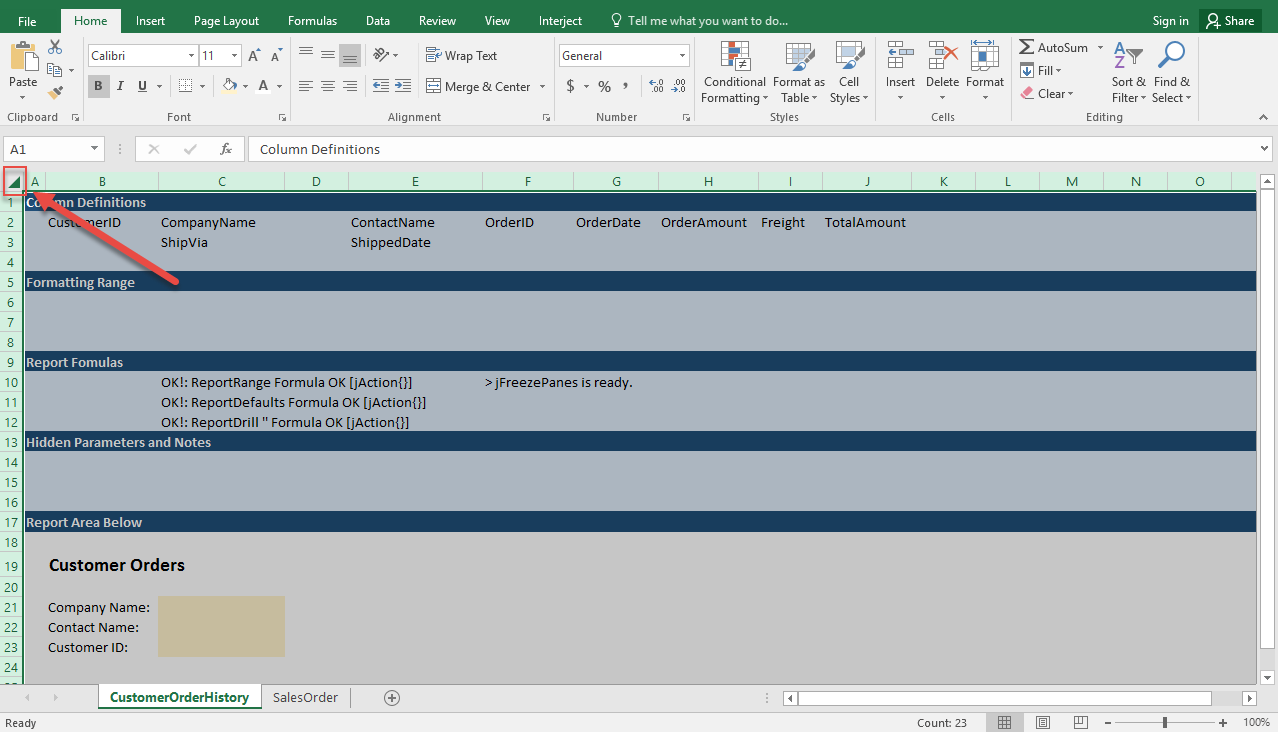 File Home Insert Page Layout Formulas Data Review View Interject Tell me what you want to do... Sign in Share
Paste
Clipboard
Calibri 11
B I U A
Font
Wrap Text
Merge & Center
Alignment
General
$ % ,
Number
Conditional Formatting
Format as Table
Cell Styles
Styles
Insert Delete Format
Cells
AutoSum
Fill
Clear
Sort & Filter
Find & Select
Editing
A1 fx Column Definitions
A B C D E F G H I J K L M N O
1 Column Definitions
2 CustomerID CompanyName ContactName OrderID OrderDate OrderAmount Freight TotalAmount
3 ShipVia ShippedDate
4
5 Formatting Range
6
7
8
9 Report Fomulas
10 OK!: ReportRange Formula OK [jAction{}] > jFreezePanes is ready.
11 OK!: ReportDefaults Formula OK [jAction{}]
12 OK!: ReportDrill " Formula OK [jAction{}]
13 Hidden Parameters and Notes
14
15
16
17 Report Area Below
18
19 Customer Orders
20
21 Company Name:
22 Contact Name:
23 Customer ID:
24
CustomerOrderHistory SalesOrder
Ready Count: 23 100%